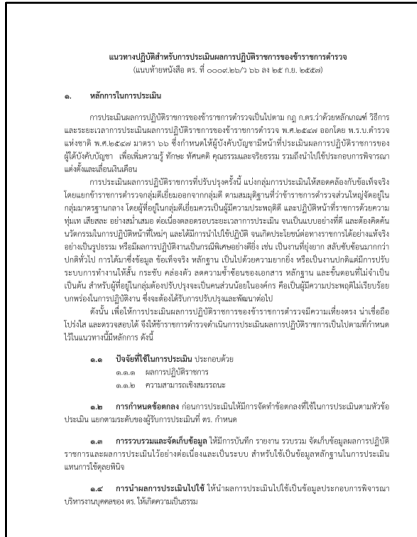 แนวทางปฏิบัติสำหรับการประเมินผลการปฏิบัติราชการของข้าราชการตำรวจ
(แนบท้ายหนังสือ ตร. ที่ ๐๐๐๙.๒๖/ว ๖๖ ลง ๒๕ ก.ย. ๒๕๕๗)
๑. หลักการในการประเมิน
การประเมินผลการปฏิบัติราชการของข้าราชการตำรวจเป็นไปตาม กฎ ก.ตร.ว่าด้วยหลักเกณฑ์ วิธีการ
และระยะเวลาการประเมินผลการปฏิบัติราชการของข้าราชการตำรวจ พ.ศ.๒๕๔๗ ออกโดย พ.ร.บ.ตำรวจ
แห่งชาติ พ.ศ.๒๕๔๗ มาตรา ๖๖ ซึ่งกำหนดให้ผู้บังคับบัญชามีหน้าที่ประเมินผลการปฏิบัติราชการของ
ผู้ใต้บังคับบัญชา เพื่อเพิ่มความรู้ ทักษะ ทัศนคติ คุณธรรมและจริยธรรม รวมถึงนำไปใช้ประกอบการพิจารณา
แต่งตั้งและเลื่อนเงินเดือน
การประเมินผลการปฏิบัติราชการที่ปรับปรุงครั้งนี้ แบ่งกลุ่มการประเมินให้สอดคล้องกับข้อเท็จจริง
โดยแยกข้าราชการตำรวจกลุ่มดีเยี่ยมออกจากกลุ่มดี ตามสมมุติฐานที่ว่าข้าราชการตำรวจส่วนใหญ่จัดอยู่ใน
กลุ่มมาตรฐานกลาง โดยผู้ที่อยู่ในกลุ่มดีเยี่ยมควรเป็นผู้มีความประพฤติดี และปฏิบัติหน้าที่ราชการด้วยความ
ทุ่มเท เสียสละ อย่างสม่ำเสมอ ต่อเนื่องตลอดรอบระยะเวลาการประเมิน จนเป็นแบบอย่างที่ดี และต้องคิดค้น
นวัตกรรมในการปฏิบัติหน้าที่ใหม่ๆ และได้มีการนำไปใช้ปฏิบัติ จนเกิดประโยชน์ต่อทางราชการได้อย่างแท้จริง
อย่างเป็นรูปธรรม หรือมีผลการปฏิบัติงานเป็นกรณีพิเศษอย่างดียิ่ง เช่น เป็นงานที่ยุ่งยาก สลับซับซ้อนมากกว่า
ปกติทั่วไป การได้มาซึ่งข้อมูล ข้อเท็จจริง หลักฐาน เป็นไปด้วยความยากยิ่ง หรือเป็นงานปกติแต่มีการปรับ
ระบบการทำงานให้สั้น กระชับ คล่องตัว ลดความซ้ำซ้อนของเอกสาร หลักฐาน และขั้นตอนที่ไม่จำเป็น
เป็นต้น สำหรับผู้ที่อยู่ในกลุ่มต้องปรับปรุงจะเป็นคนส่วนน้อยในองค์กร คือเป็นผู้มีความประพฤติไม่เรียบร้อย
บกพร่องในการปฏิบัติงาน ซึ่งจะต้องได้รับการปรับปรุงและพัฒนาต่อไป
ดังนั้น เพื่อให้การประเมินผลการปฏิบัติราชการของข้าราชการตำรวจมีความเที่ยงตรง น่าเชื่อถือ
โปร่งใส และตรวจสอบได้ จึงให้ข้าราชการตำรวจดำเนินการประเมินผลการปฏิบัติราชการเป็นไปตามที่กำหนด
ไว้ในแนวทางนี้มีหลักการ ดังนี้
๑.๑ ปัจจัยที่ใช้ในการประเมิน ประกอบด้วย
๑.๑.๑ ผลการปฏิบัติราชการ
๑.๑.๒ ความสามารถเชิงสมรรถนะ
๑.๒ การกำหนดข้อตกลง ก่อนการประเมินให้มีการจัดทำข้อตกลงที่ใช้ในการประเมินตามหัวข้อ
ประเมิน แยกตามระดับของผู้รับการประเมินที่ ตร. กำหนด
๑.๓ การรวบรวมและจัดเก็บข้อมูล ให้มีการบันทึก รายงาน รวบรวม จัดเก็บข้อมูลผลการปฏิบัติ
ราชการและผลการประเมินไว้อย่างต่อเนื่องและเป็นระบบ สำหรับใช้เป็นข้อมูลหลักฐานในการประเมิน
แทนการใช้ดุลยพินิจ
๑.๔ การนำผลการประเมินไปใช้ ให้นำผลการประเมินไปใช้เป็นข้อมูลประกอบการพิจารณา
บริหารงานบุคคลของ ตร. ให้เกิดความเป็นธรรม